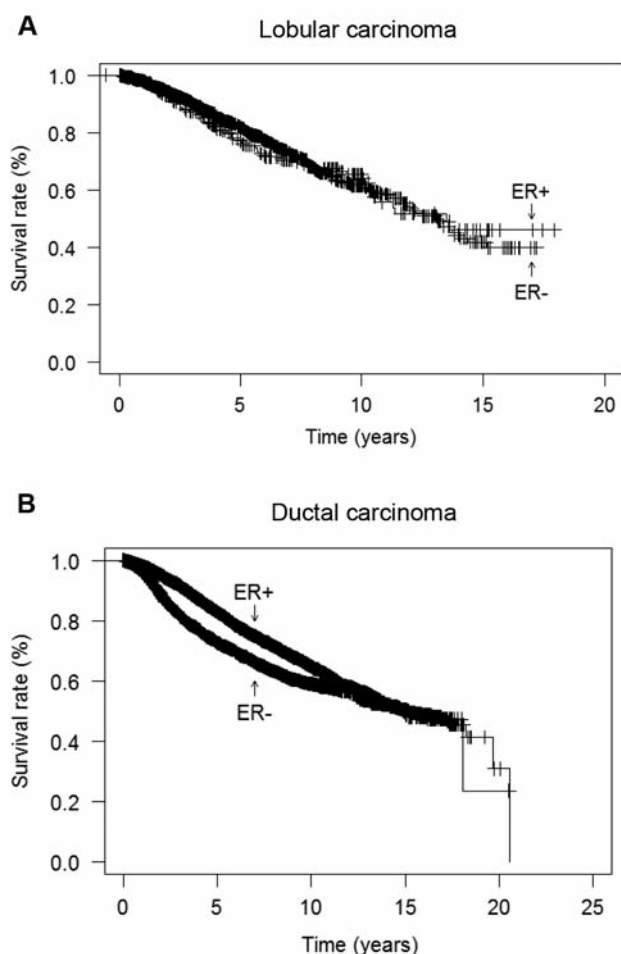 A
Lobular carcinoma
Survival rate (%)
1.0
0.8
0.6
0.4
0.2
0.0
ER+
ER-
0 5 10 15 20
Time (years)
B
Ductal carcinoma
Survival rate (%)
1.0
0.8
0.6
0.4
0.2
0.0
ER+
ER-
0 5 10 15 20 25
Time (years)